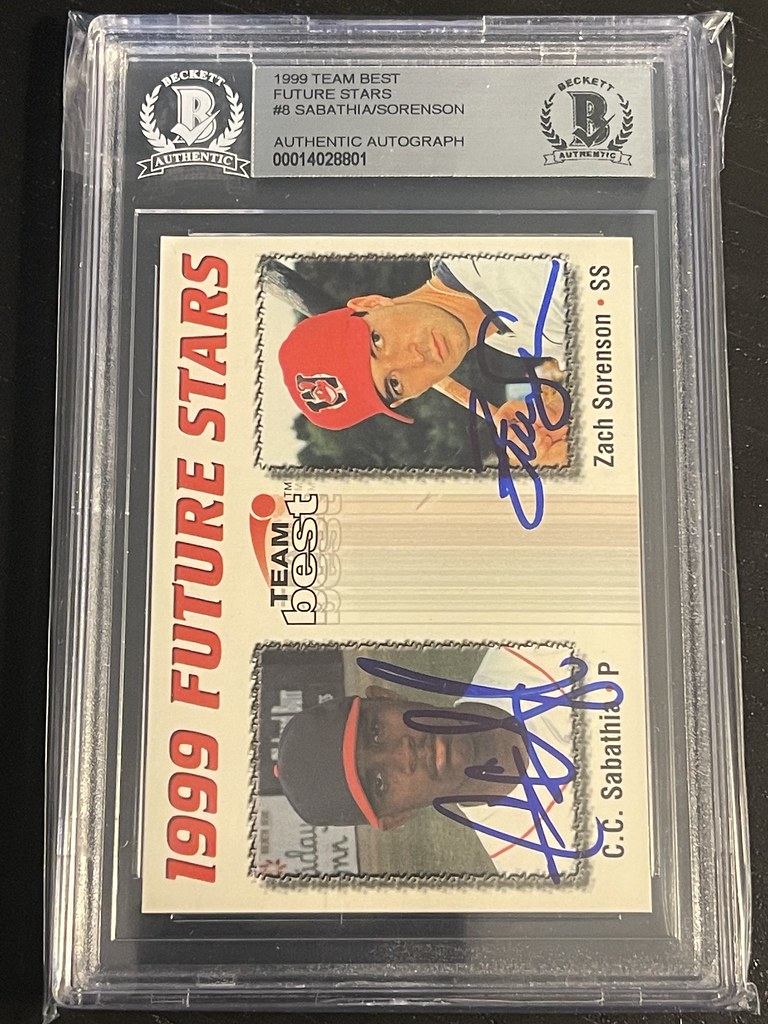 BECKETT
B
AUTHENTIC
1999 TEAM BEST
FUTURE STARS
#8 SABATHIA/SORENSON
AUTHENTIC AUTOGRAPH
00014028801
BECKETT
B
AUTHENTIC
1999 FUTURE STARS
TEAM
best™
C.C. Sabathia • P
Zach Sorenson • SS